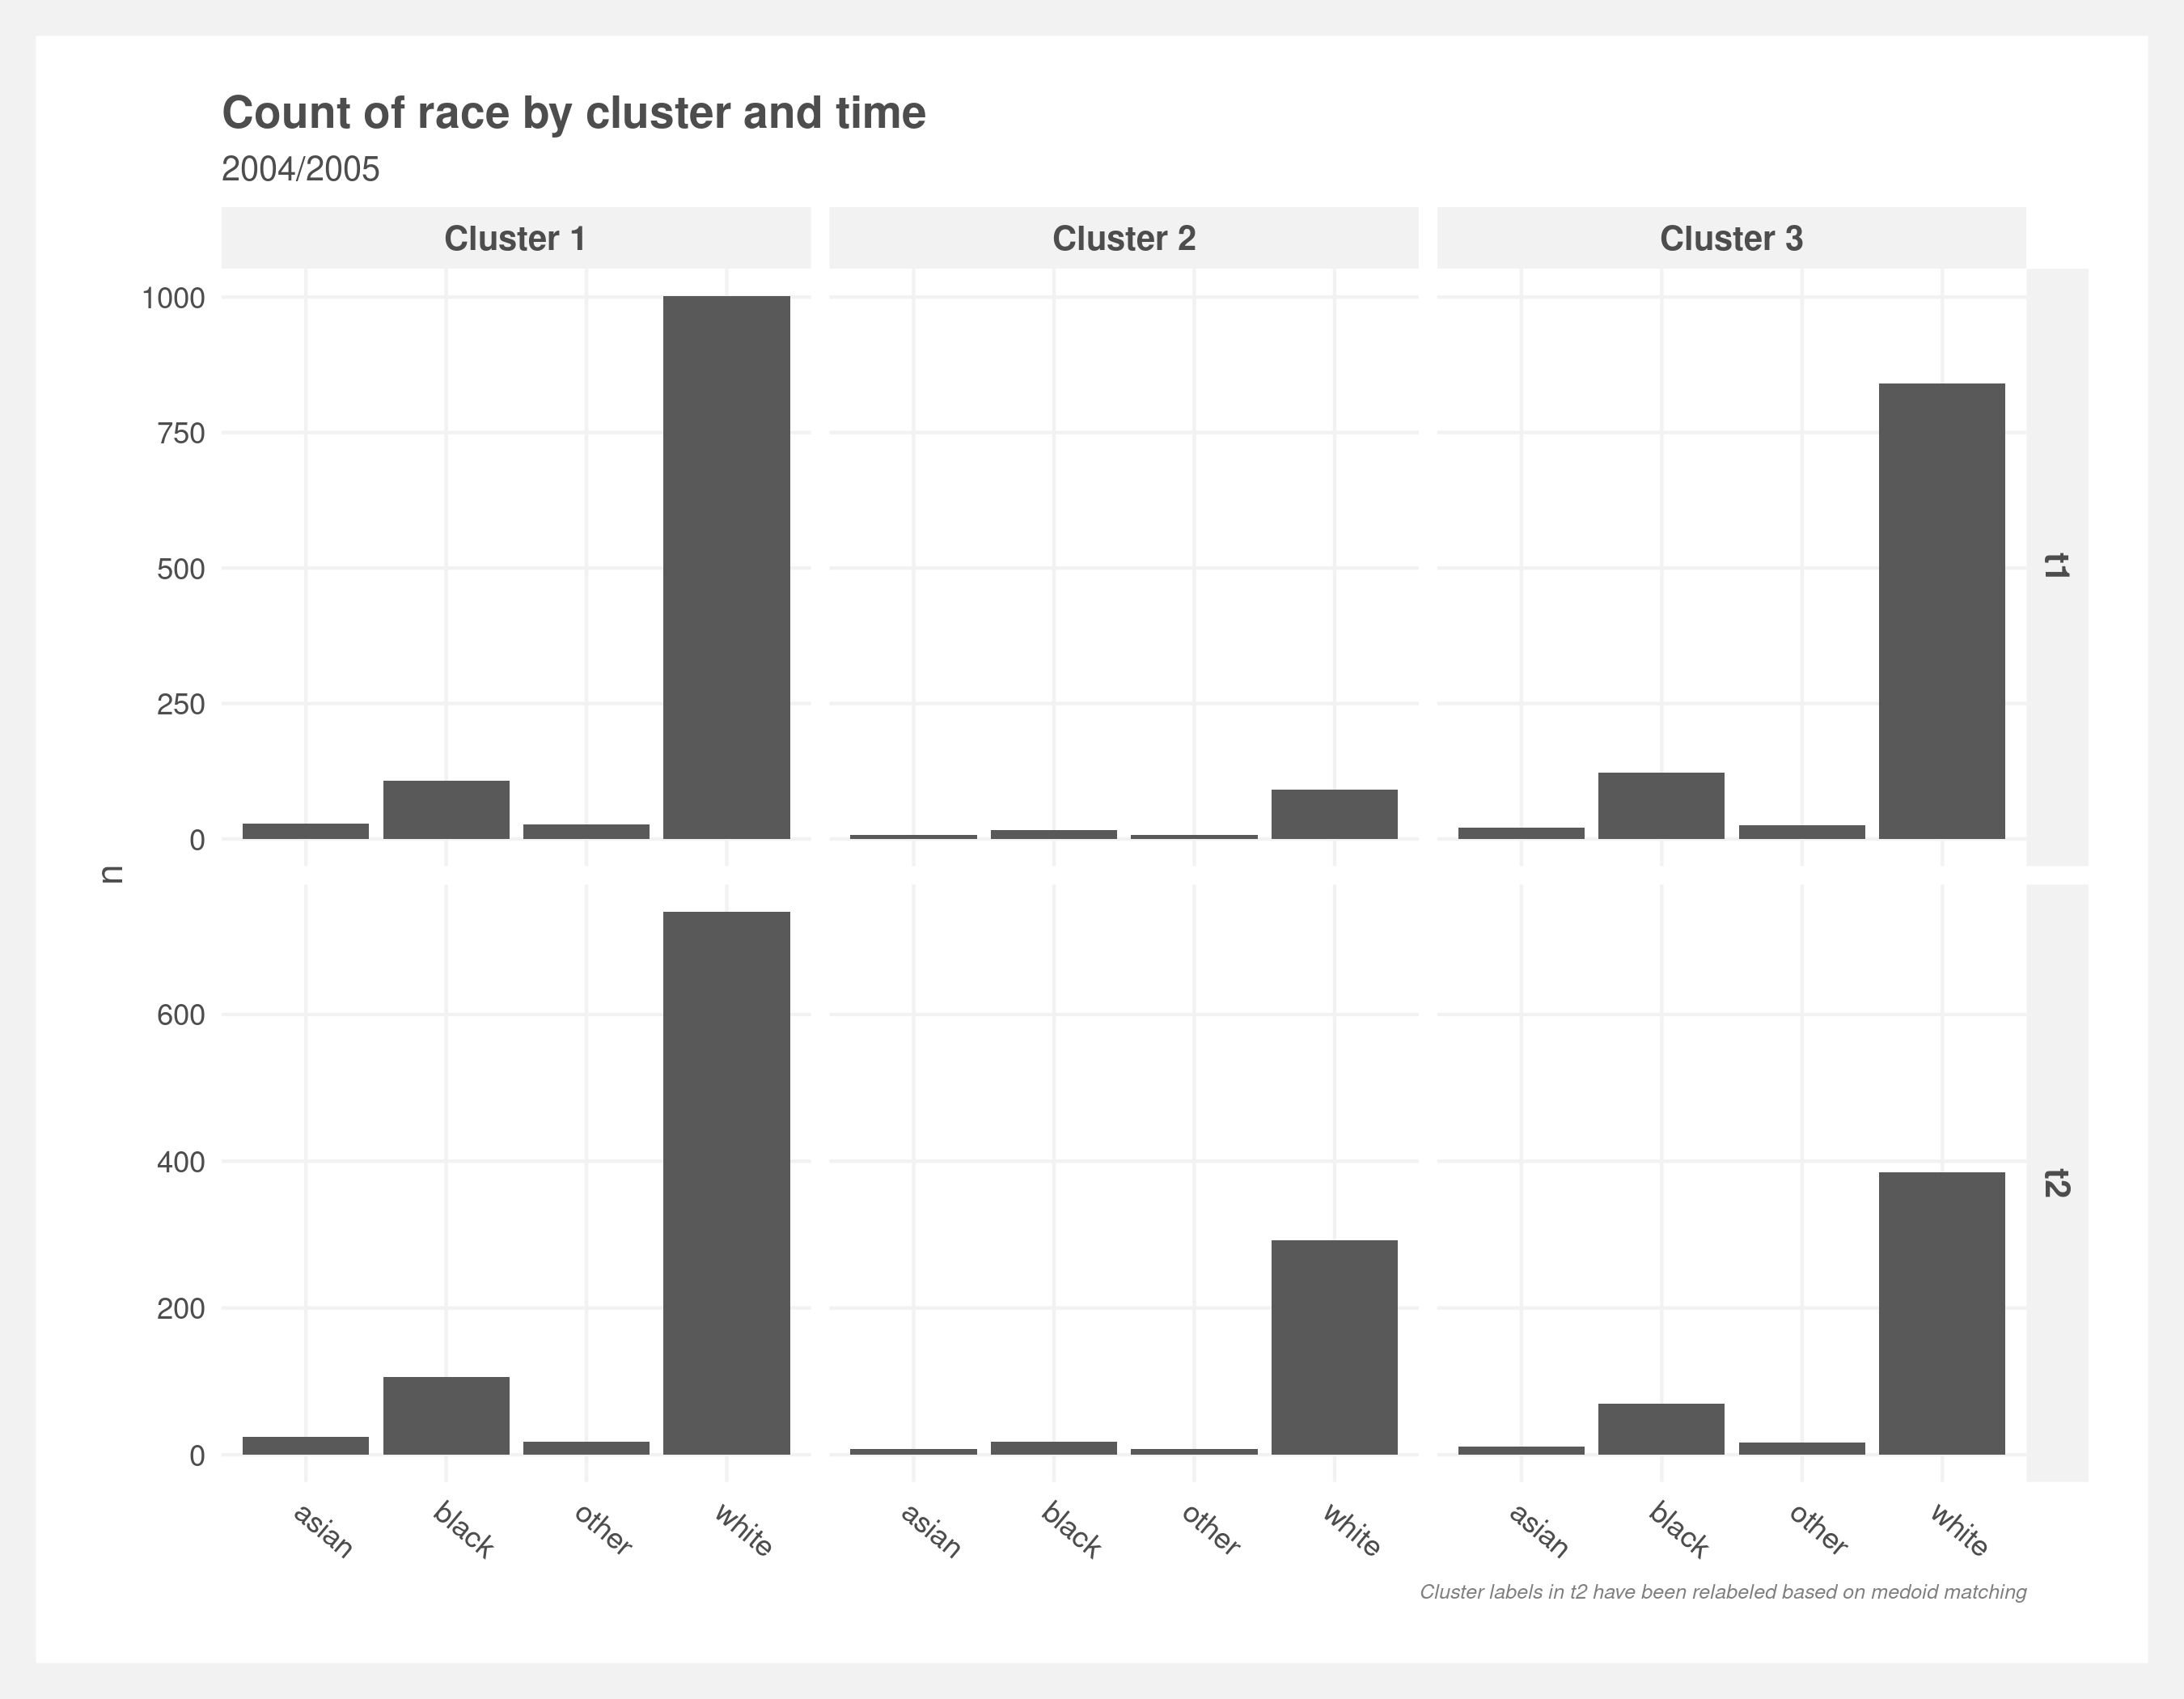 Count of race by cluster and time
2004/2005
Cluster 1 Cluster 2 Cluster 3
1000
750
500
250
0
t1
n
600
400
200
0
t2
asian black other white asian black other white asian black other white
Cluster labels in t2 have been relabeled based on medoid matching